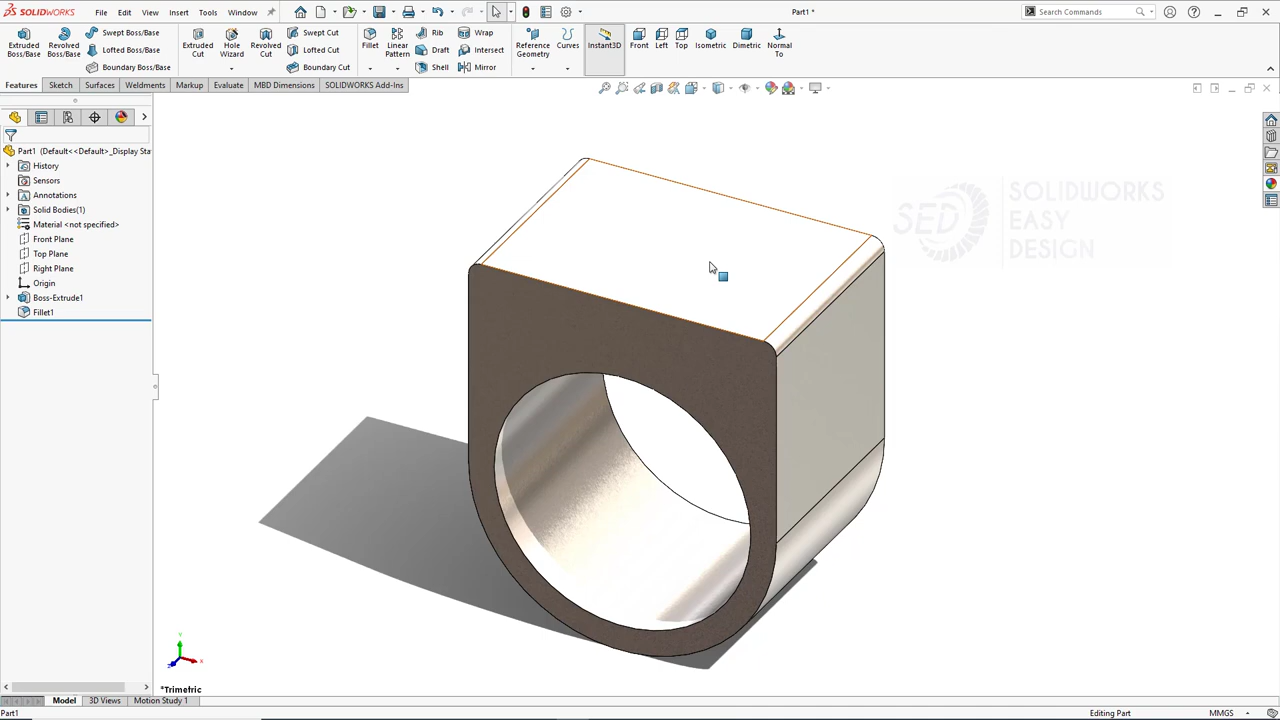 SOLIDWORKS
File
Edit
View
Insert
Tools
Window
Part1 *
Search Commands
Extruded Boss/Base
Revolved Boss/Base
Swept Boss/Base
Lofted Boss/Base
Boundary Boss/Base
Extruded Cut
Hole Wizard
Revolved Cut
Swept Cut
Lofted Cut
Boundary Cut
Fillet
Linear Pattern
Rib
Draft
Shell
Wrap
Intersect
Mirror
Reference Geometry
Curves
Instant3D
Front
Left
Top
Isometric
Dimetric
Normal To
Features
Sketch
Surfaces
Weldments
Markup
Evaluate
MBD Dimensions
SOLIDWORKS Add-Ins
Part1 (Default<<Default>_Display Sta
History
Sensors
Annotations
Solid Bodies(1)
Material <not specified>
Front Plane
Top Plane
Right Plane
Origin
Boss-Extrude1
Fillet1
SED
SOLIDWORKS
EASY
DESIGN
Y
X
Z
*Trimetric
Model
3D Views
Motion Study 1
Part1
Editing Part
MMGS